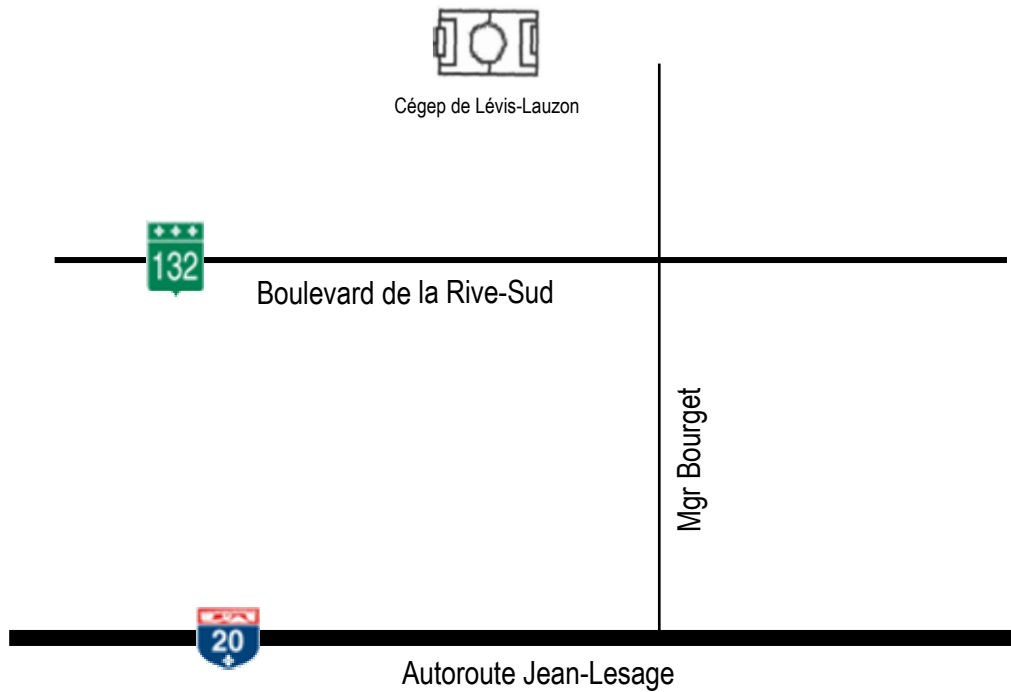 Cégep de Lévis-Lauzon
132
Boulevard de la Rive-Sud
Mgr Bourget
20
Autoroute Jean-Lesage